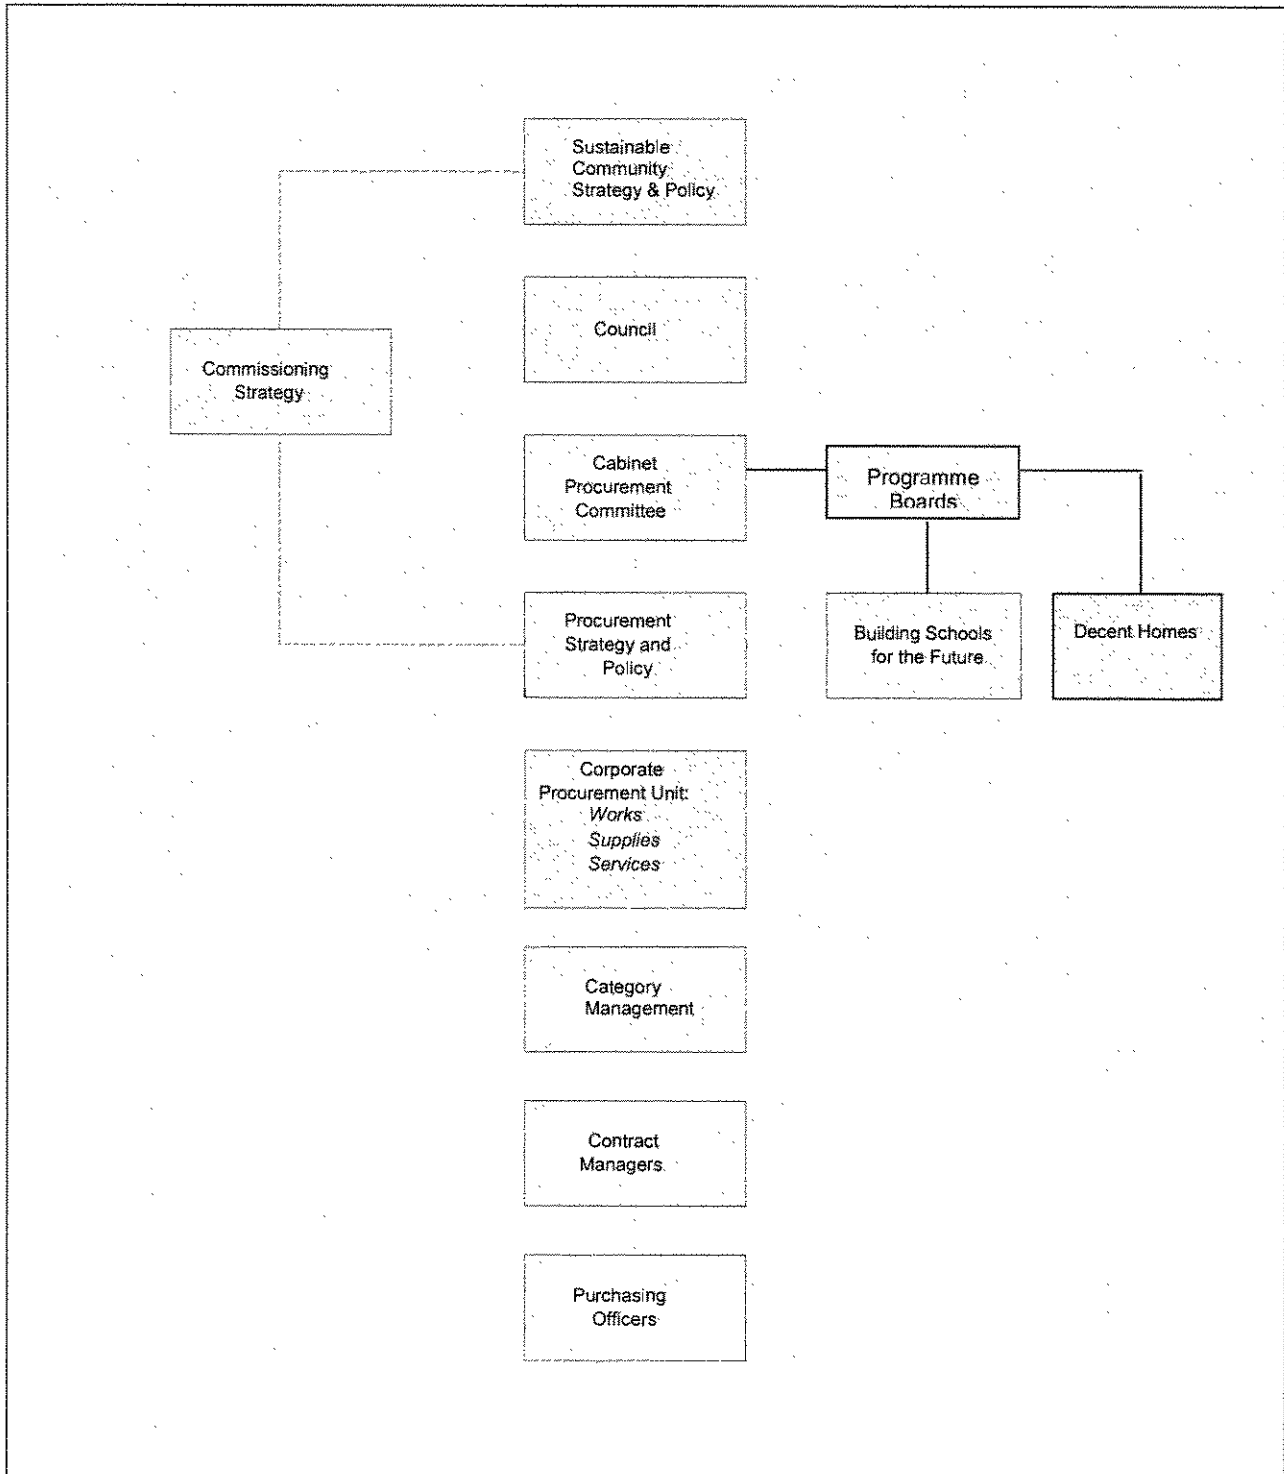 Sustainable
Community
Strategy & Policy
Council
Commissioning
Strategy
Cabinet
Procurement
Committee
Programme
Boards
Procurement
Strategy and
Policy
Building Schools
for the Future
Decent Homes
Corporate
Procurement Unit:
Works
Supplies
Services
Category
Management
Contract
Managers
Purchasing
Officers